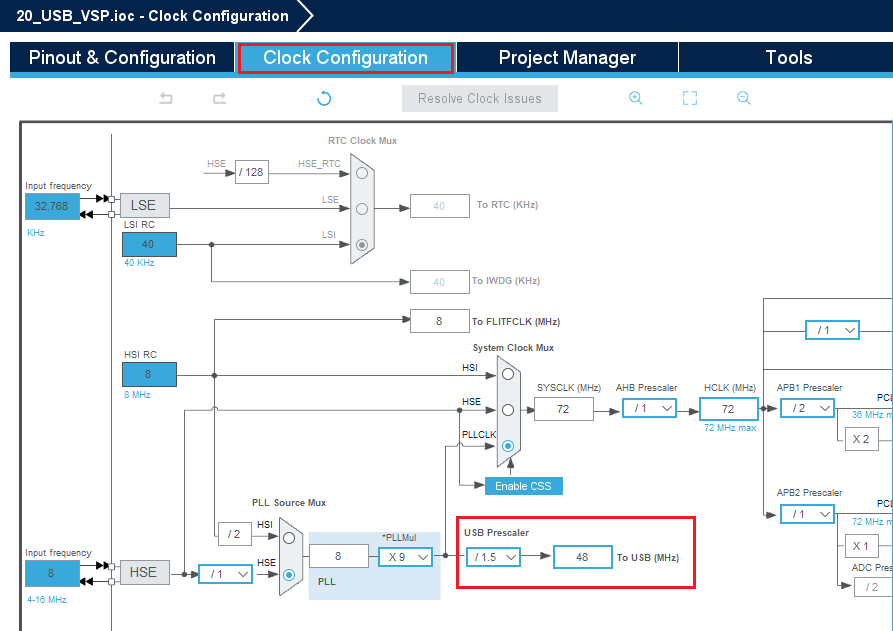 20_USB_VSP.ioc - Clock Configuration
Pinout & Configuration
Clock Configuration
Project Manager
Tools
Resolve Clock Issues
RTC Clock Mux
HSE
/ 128
HSE_RTC
Input frequency
32.768
KHz
LSE
LSE
40
To RTC (KHz)
LSI RC
40
40 KHz
LSI
40
To IWDG (KHz)
8
To FLITFCLK (MHz)
System Clock Mux
HSI RC
8
8 MHz
HSI
HSE
PLLCLK
SYSCLK (MHz)
72
AHB Prescaler
/ 1
HCLK (MHz)
72
72 MHz max
/ 1
APB1 Prescaler
/ 2
36 MHz
X 2
Enable CSS
APB2 Prescaler
/ 1
72 MHz
X 1
/ 2
PLL Source Mux
/ 2
HSI
HSE
Input frequency
8
4-16 MHz
HSE
/ 1
*PLLMul
8
X 9
PLL
USB Prescaler
/ 1.5
48
To USB (MHz)